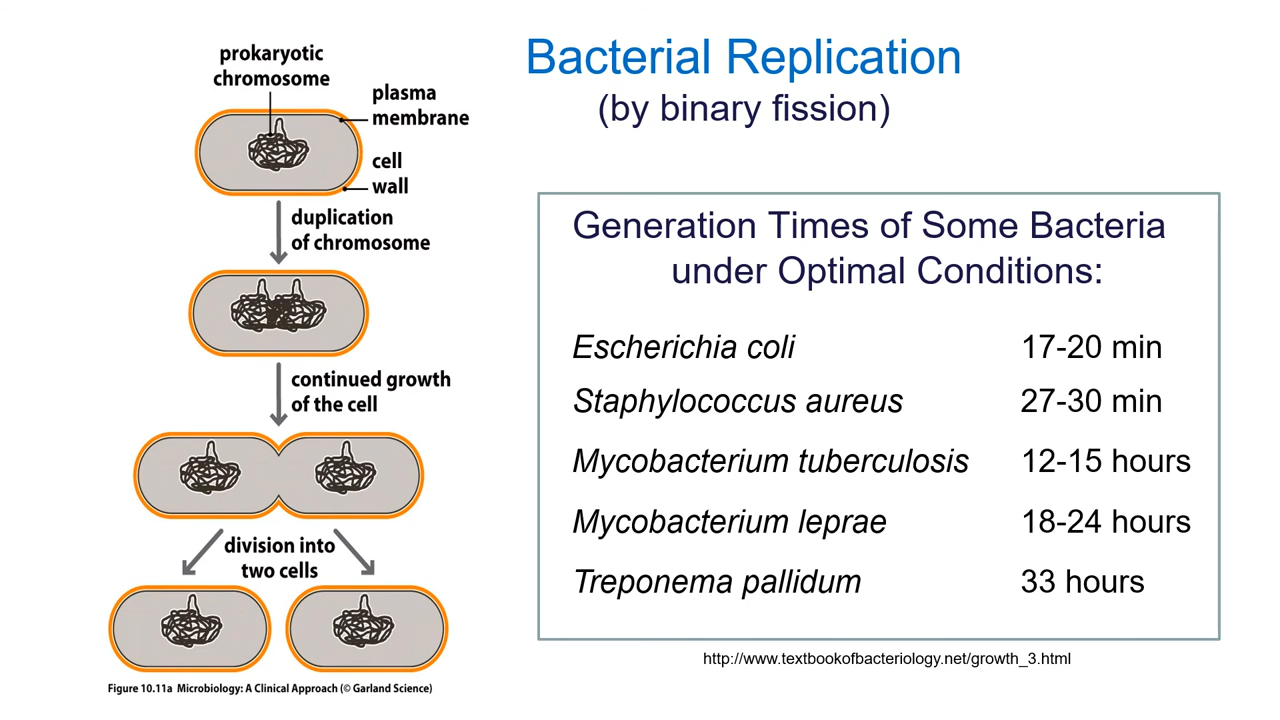 Bacterial Replication
(by binary fission)
prokaryotic
chromosome
plasma
membrane
cell
wall
duplication
of chromosome
continued growth
of the cell
division into
two cells
Figure 10.11a Microbiology: A Clinical Approach (© Garland Science)
Generation Times of Some Bacteria
under Optimal Conditions:
Escherichia coli 17-20 min
Staphylococcus aureus 27-30 min
Mycobacterium tuberculosis 12-15 hours
Mycobacterium leprae 18-24 hours
Treponema pallidum 33 hours
http://www.textbookofbacteriology.net/growth_3.html